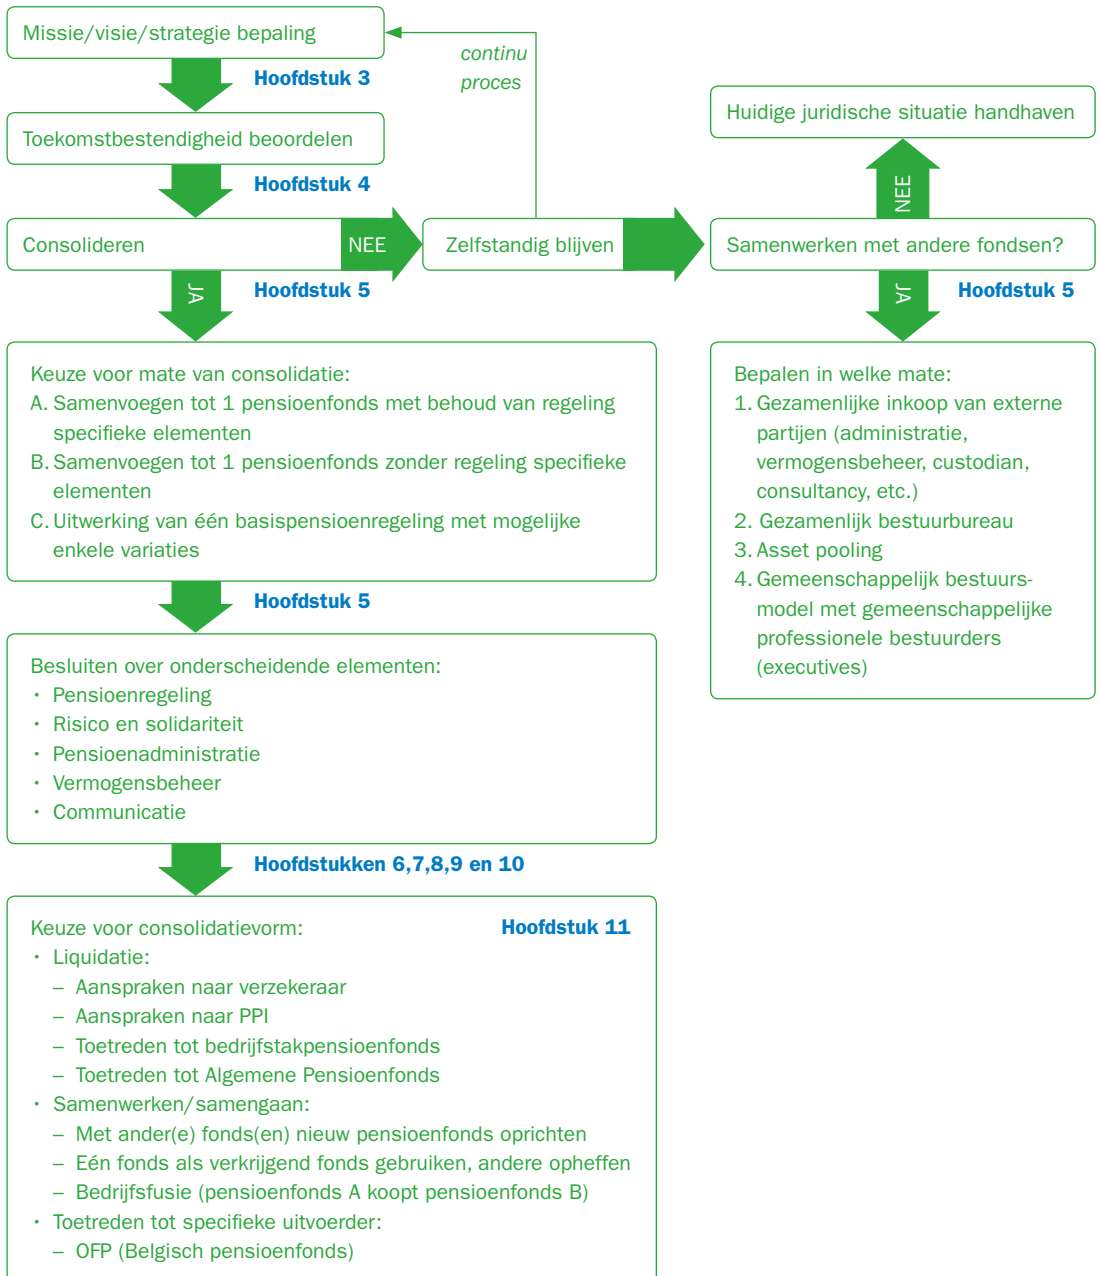 Missie/visie/strategie bepaling
continu
proces
Hoofdstuk 3
Toekomstbestendigheid beoordelen
Hoofdstuk 4
Consolideren
NEE
Zelfstandig blijven
JA
Hoofdstuk 5
Huidige juridische situatie handhaven
NEE
Samenwerken met andere fondsen?
JA
Hoofdstuk 5
Keuze voor mate van consolidatie:
A. Samenvoegen tot 1 pensioenfonds met behoud van regeling
specifieke elementen
B. Samenvoegen tot 1 pensioenfonds zonder regeling specifieke
elementen
C. Uitwerking van één basispensioenregeling met mogelijke
enkele variaties
Bepalen in welke mate:
1. Gezamenlijke inkoop van externe
partijen (administratie,
vermogensbeheer, custodian,
consultancy, etc.)
2. Gezamenlijk bestuurbureau
3. Asset pooling
4. Gemeenschappelijk bestuurs-
model met gemeenschappelijke
professionele bestuurders
(executives)
Hoofdstuk 5
Besluiten over onderscheidende elementen:
· Pensioenregeling
· Risico en solidariteit
· Pensioenadministratie
· Vermogensbeheer
· Communicatie
Hoofdstukken 6,7,8,9 en 10
Keuze voor consolidatievorm:
Hoofdstuk 11
· Liquidatie:
– Aanspraken naar verzekeraar
– Aanspraken naar PPI
– Toetreden tot bedrijfstakpensioenfonds
– Toetreden tot Algemene Pensioenfonds
· Samenwerken/samengaan:
– Met ander(e) fonds(en) nieuw pensioenfonds oprichten
– Eén fonds als verkrijgend fonds gebruiken, andere opheffen
– Bedrijfsfusie (pensioenfonds A koopt pensioenfonds B)
· Toetreden tot specifieke uitvoerder:
– OFP (Belgisch pensioenfonds)